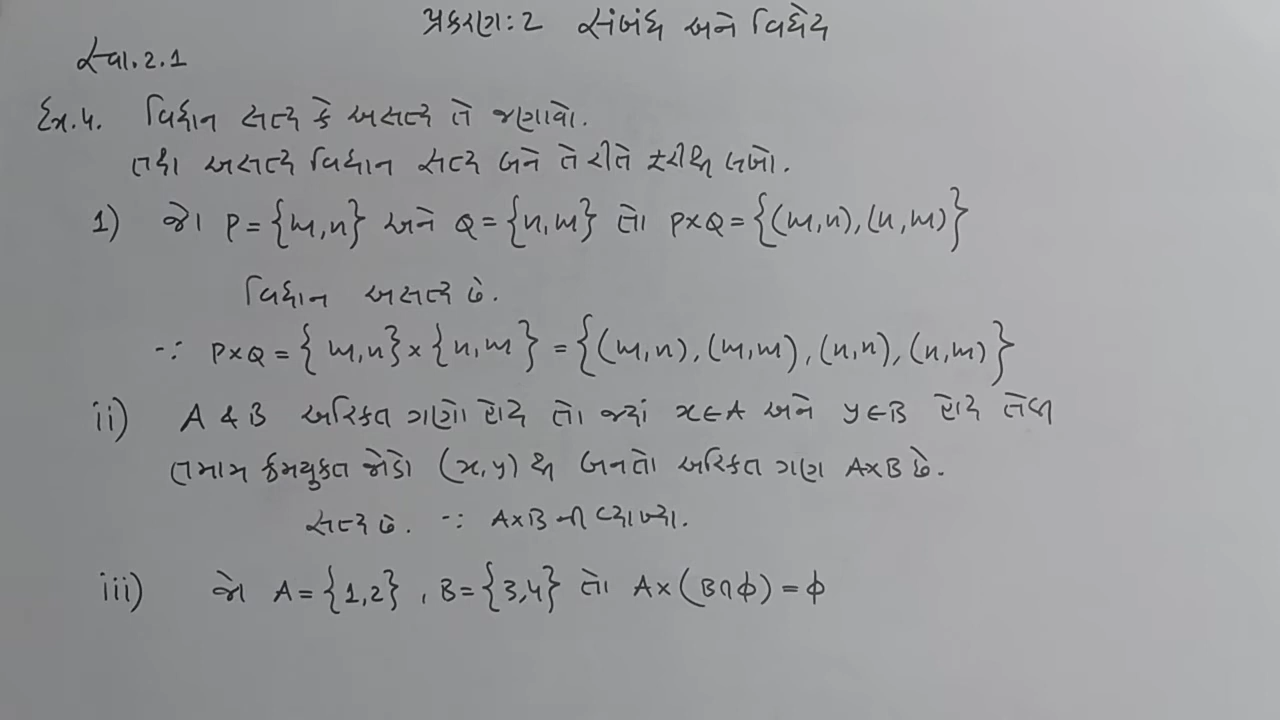 પ્રકરણ: 2 સંબંધ અને વિધેય
સ્વા. 2.1
Ex. 4. વિધાન સત્ય કે અસત્ય તે જણાવો.
તથા અસત્ય વિધાન સત્ય બને તે રીતે ફરીથી લખો.
1) જો P = {m, n} અને Q = {n, m} તો P×Q = {(m, n), (n, m)}
વિધાન અસત્ય છે.
∵ P×Q = {m, n} × {n, m} = {(m, n), (m, m), (n, n), (n, m)}
ii) A & B અરિક્ત ગણો હોય તો જ્યાં x∈A અને y∈B હોય તેવી
તમામ ક્રમયુક્ત જોડો (x, y) થી બનતો અરિક્ત ગણ A×B છે.
સત્ય છે. ∵ A×B ની વ્યાખ્યા.
iii) જો A = {1,2}, B = {3,4} તો A×(B∩ϕ) = ϕ